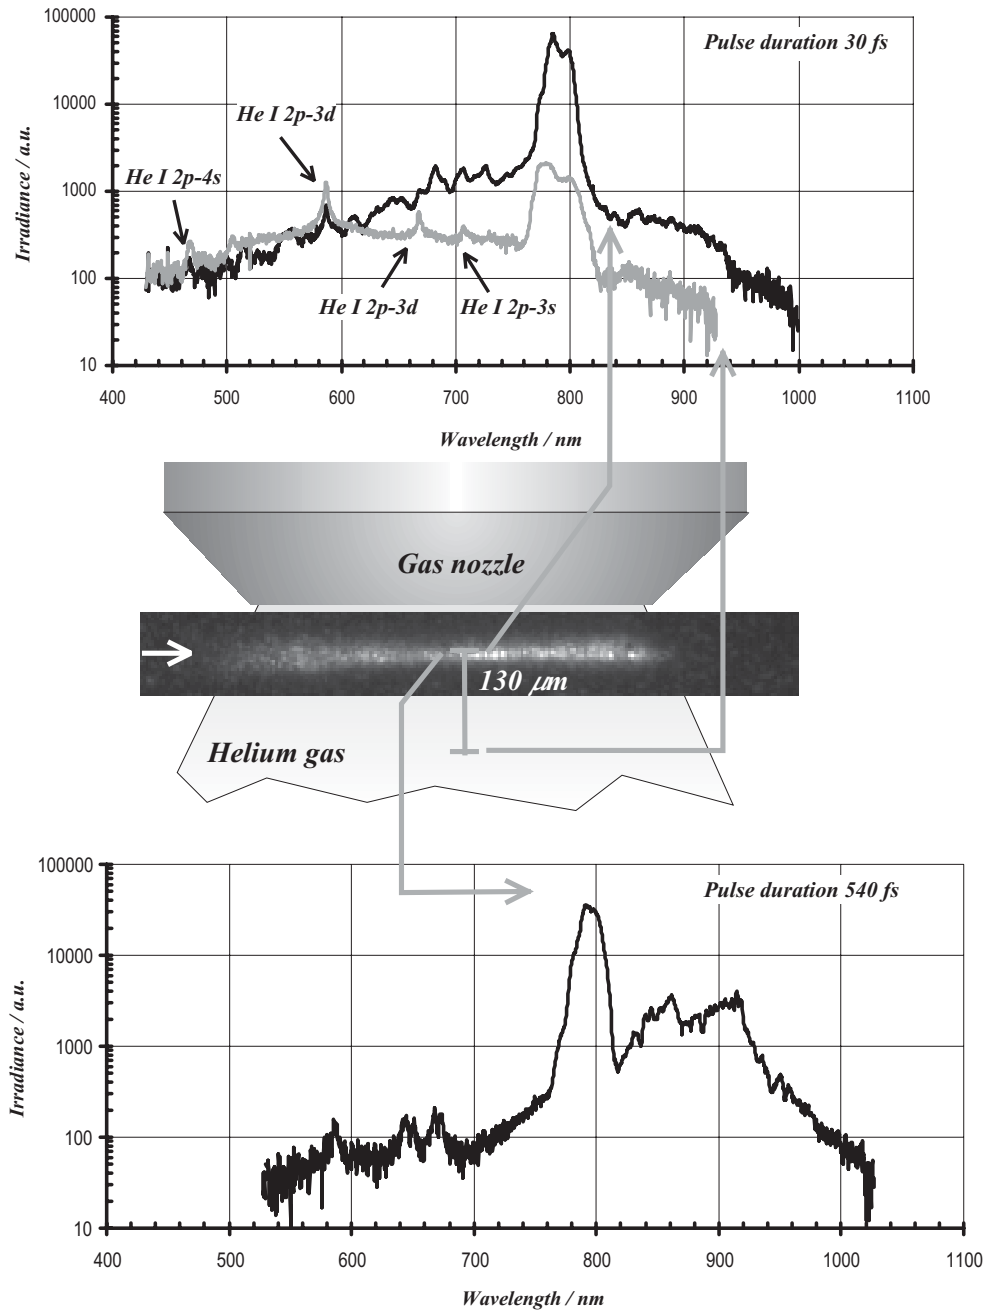 100000
Pulse duration 30 fs
10000
He I 2p-3d
He I 2p-4s
1000
Irradiance / a.u.
100
He I 2p-3d
He I 2p-3s
10
400 500 600 700 800 900 1000 1100
Wavelength / nm
Gas nozzle
130 μm
Helium gas
100000
Pulse duration 540 fs
10000
1000
Irradiance / a.u.
100
10
400 500 600 700 800 900 1000 1100
Wavelength / nm